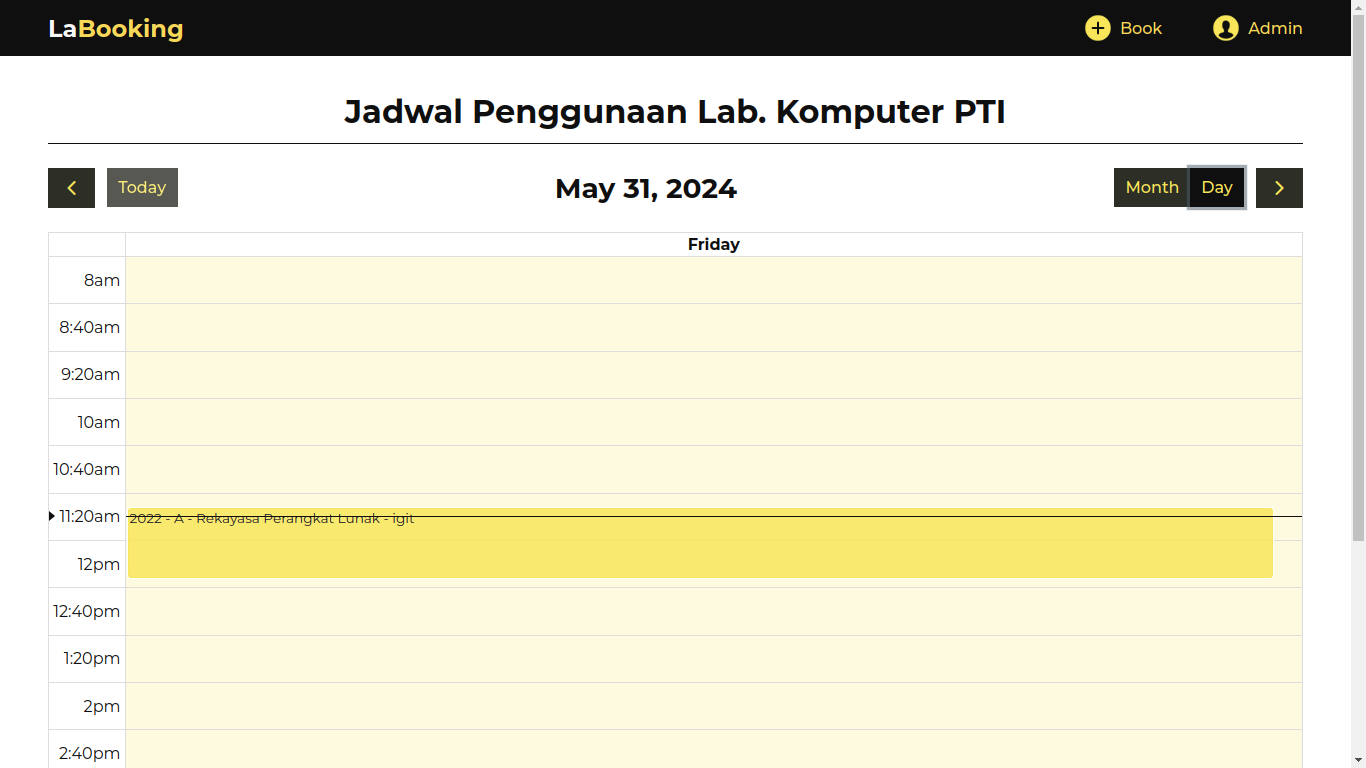 LaBooking
Book
Admin
Jadwal Penggunaan Lab. Komputer PTI
Today
May 31, 2024
Month
Day
Friday
8am
8:40am
9:20am
10am
10:40am
11:20am
2022 - A - Rekayasa Perangkat Lunak - igit
12pm
12:40pm
1:20pm
2pm
2:40pm